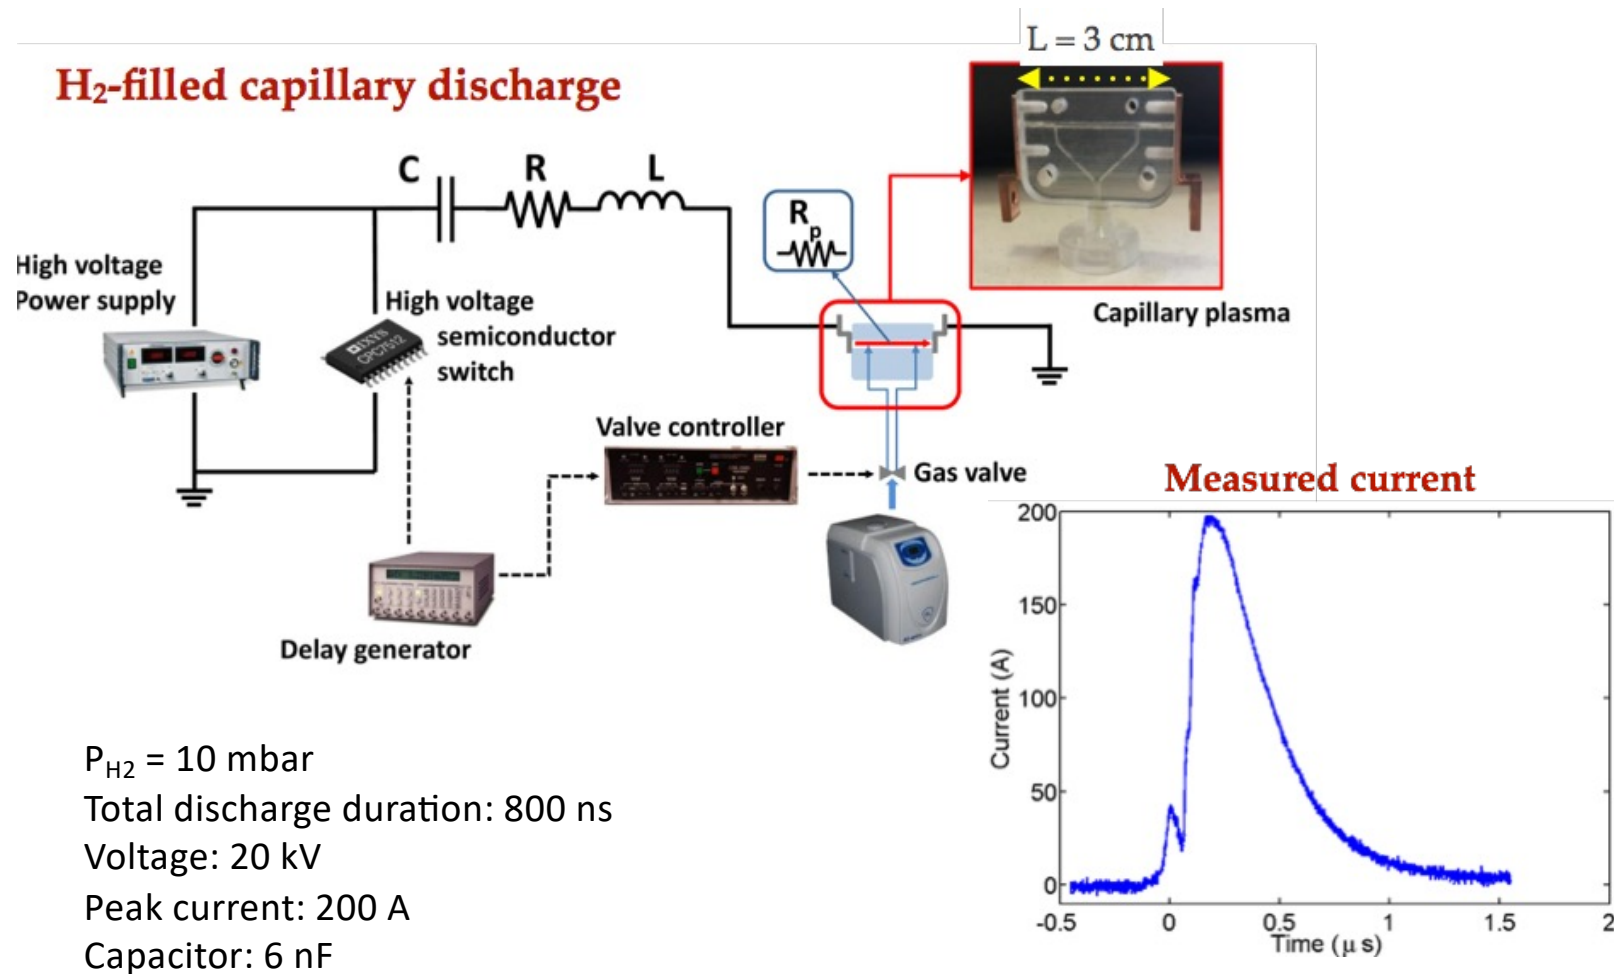 L = 3 cm
H₂-filled capillary discharge
C
R
L
Rp
High voltage
Power supply
High voltage
semiconductor
switch
IXYS
CPC7512
Capillary plasma
Valve controller
Gas valve
Delay generator
Measured current
200
150
100
50
0
Current (A)
-0.5
0
0.5
1
1.5
2
Time (μ s)
P_H2 = 10 mbar
Total discharge duration: 800 ns
Voltage: 20 kV
Peak current: 200 A
Capacitor: 6 nF